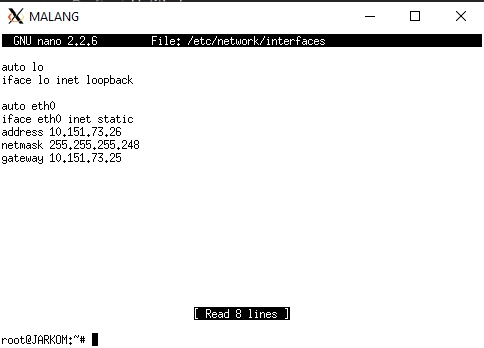 MALANG
GNU nano 2.2.6 File: /etc/network/interfaces
auto lo
iface lo inet loopback
auto eth0
iface eth0 inet static
address 10.151.73.26
netmask 255.255.255.248
gateway 10.151.73.25
[ Read 8 lines ]
root@JARKOM:~#